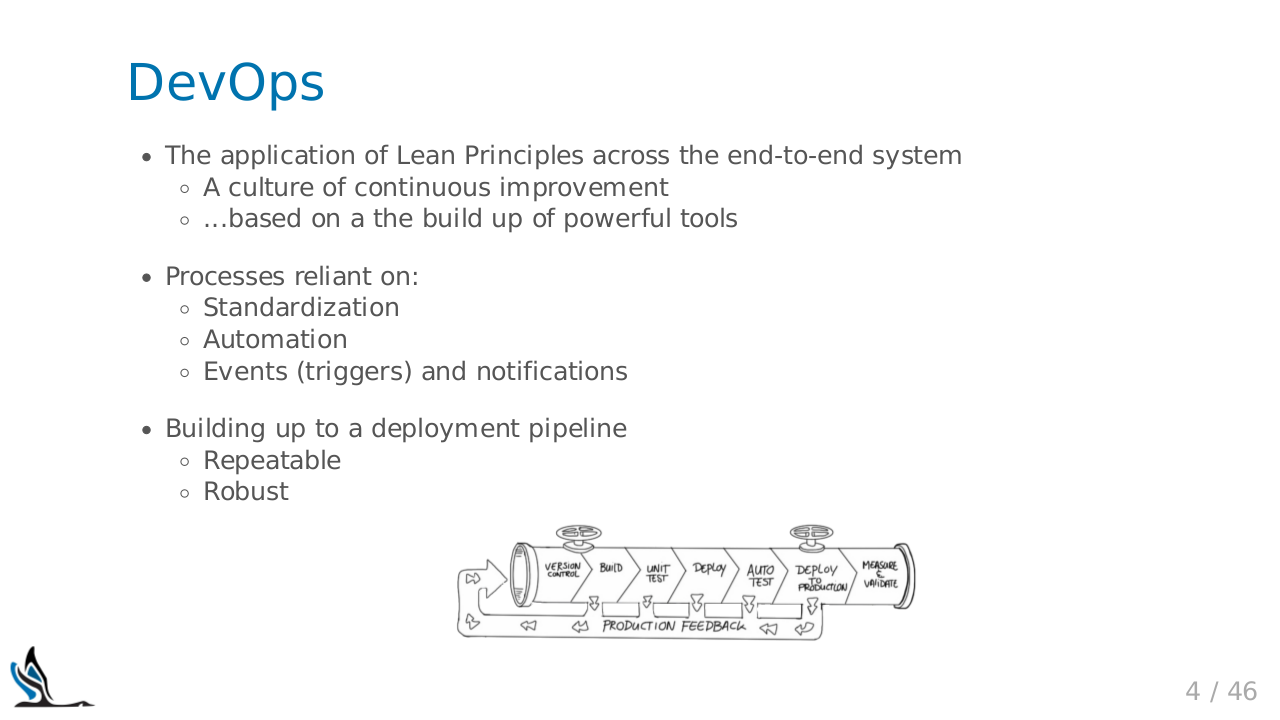 DevOps
The application of Lean Principles across the end-to-end system
A culture of continuous improvement
...based on a the build up of powerful tools
Processes reliant on:
Standardization
Automation
Events (triggers) and notifications
Building up to a deployment pipeline
Repeatable
Robust
VERSION CONTROL
BUILD
UNIT TEST
DEPLOY
AUTO TEST
DEPLOY TO PRODUCTION
MEASURE & VALIDATE
PRODUCTION FEEDBACK
4 / 46